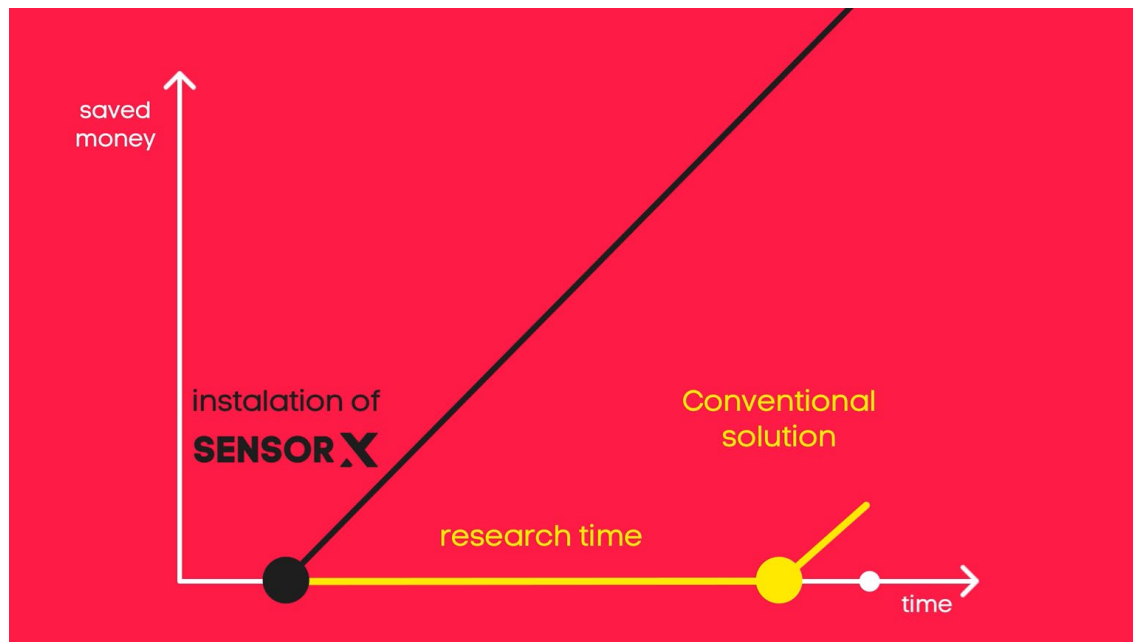 saved
money
instalation of
SENSOR X
Conventional
solution
research time
time